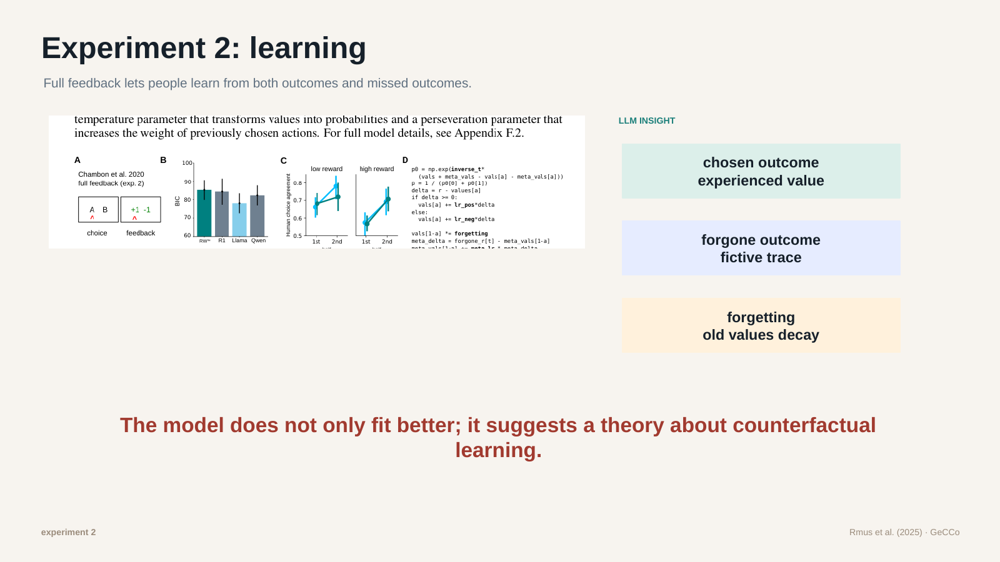 Experiment 2: learning
Full feedback lets people learn from both outcomes and missed outcomes.
temperature parameter that transforms values into probabilities and a perseveration parameter that
increases the weight of previously chosen actions. For full model details, see Appendix F.2.
A
Chambon et al. 2020
full feedback (exp. 2)
A B
^
+1 -1
^
choice
feedback
B
BIC
100
90
80
70
60
RW
R1
Llama
Qwen
C
low reward
high reward
Human choice agreement
0.8
0.7
0.6
0.5
1st
2nd
1st
2nd
half
half
D
p0 = np.exp(inverse_t*
(vals + meta_vals - vals[a] - meta_vals[a]))
p = 1 / (p0[0] + p0[1])
delta = r - values[a]
if delta >= 0:
vals[a] += lr_pos*delta
else:
vals[a] += lr_neg*delta
vals[1-a] *= forgetting
meta_delta = forgone_r[t] - meta_vals[1-a]
meta_vals[1-a] += meta_lr * meta_delta
LLM INSIGHT
chosen outcome
experienced value
forgone outcome
fictive trace
forgetting
old values decay
The model does not only fit better; it suggests a theory about counterfactual
learning.
experiment 2
Rmus et al. (2025) · GeCCo